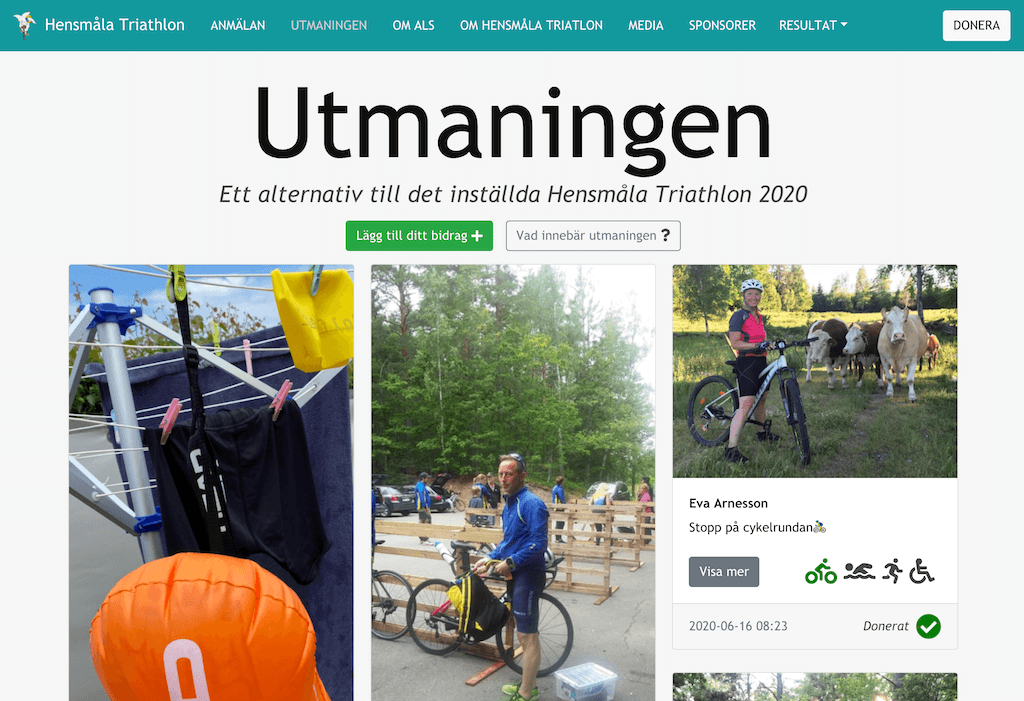 Hensmåla Triathlon
ANMÄLAN
UTMANINGEN
OM ALS
OM HENSMÅLA TRIATLON
MEDIA
SPONSORER
RESULTAT
DONERA
Utmaningen
Ett alternativ till det inställda Hensmåla Triathlon 2020
Lägg till ditt bidrag
Vad innebär utmaningen ?
Eva Arnesson
Stopp på cykelrundan🚴
Visa mer
2020-06-16 08:23
Donerat